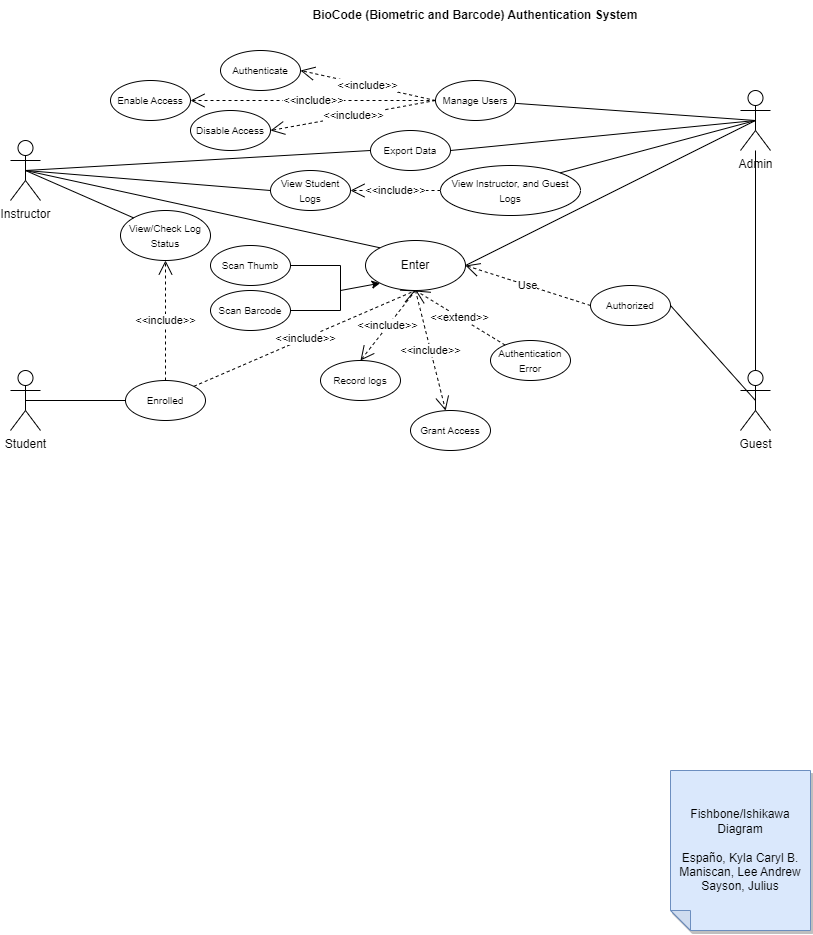 BioCode (Biometric and Barcode) Authentication System
Authenticate
<<include>>
Enable Access
<<include>>
Manage Users
<<include>>
Disable Access
Export Data
Admin
Instructor
View Student
Logs
<<include>>
View Instructor, and Guest
Logs
View/Check Log
Status
Scan Thumb
Enter
Use
Scan Barcode
Authorized
<<include>>
<<include>>
<<include>>
<<extend>>
<<include>>
Authentication
Error
Record logs
Enrolled
Grant Access
Student
Guest
Fishbone/Ishikawa
Diagram
Españo, Kyla Caryl B.
Maniscan, Lee Andrew
Sayson, Julius